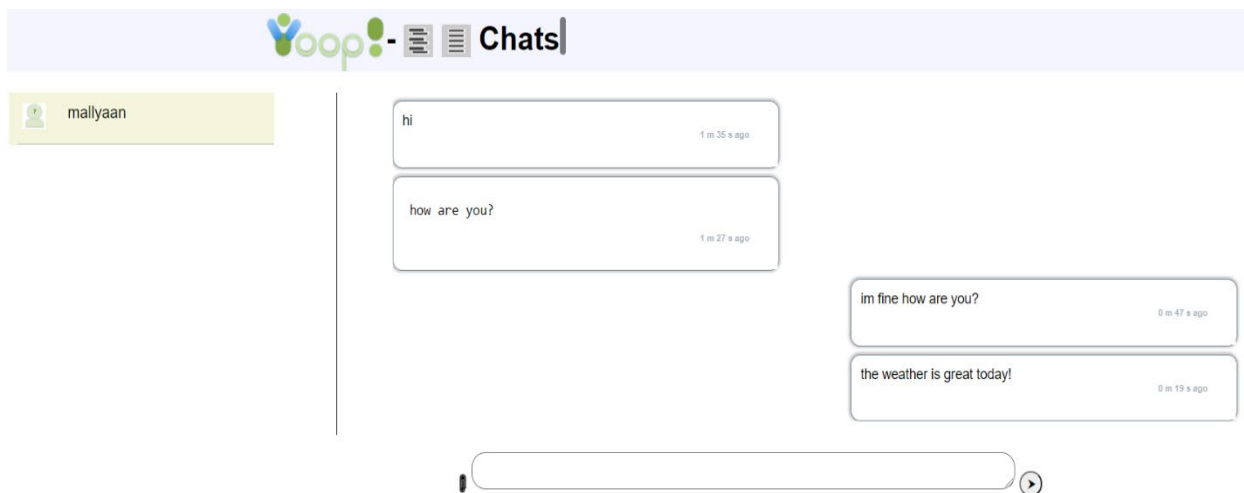 Yoop!- Chats
mallyaan
hi
1 m 35 s ago
how are you?
1 m 27 s ago
im fine how are you?
0 m 47 s ago
the weather is great today!
0 m 19 s ago